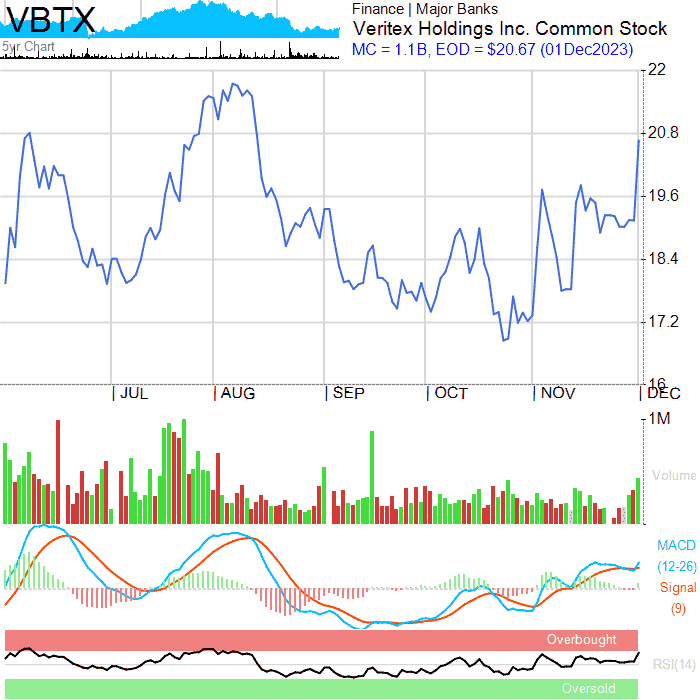 VBTX
5yr Chart
Finance | Major Banks
Veritex Holdings Inc. Common Stock
MC = 1.1B, EOD = $20.67 (01Dec2023)
22
20.8
19.6
18.4
17.2
16
| JUL | AUG | SEP | OCT | NOV | DEC
1M
Volume
MACD
(12-26)
Signal
(9)
Overbought
RSI(14)
Oversold